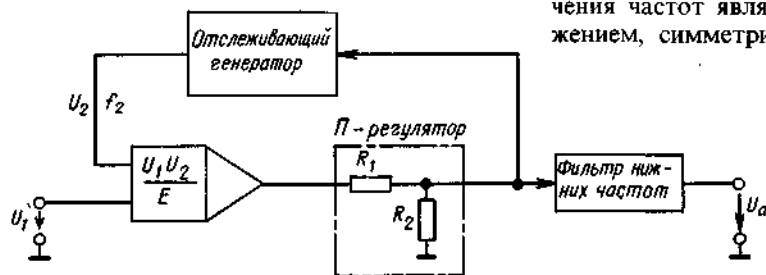 чения частот явля
жением, симметри
Отслеживающий
генератор
U₂ f₂
П-регулятор
U₁U₂
E
R₁
R₂
Фильтр ниж-
них частот
U₁
Uₐ